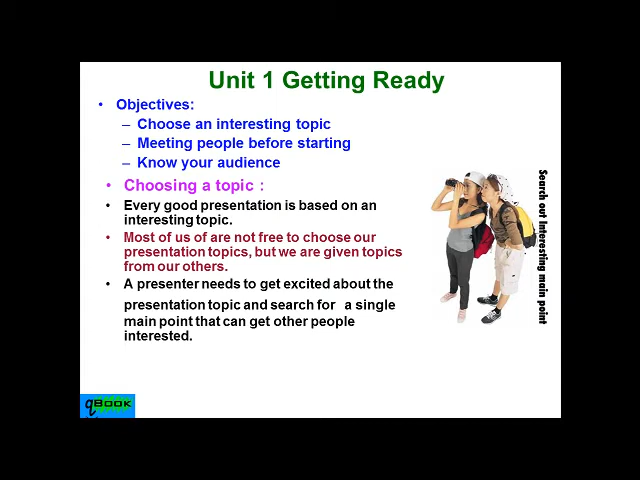 Unit 1 Getting Ready
• Objectives:
– Choose an interesting topic
– Meeting people before starting
– Know your audience
• Choosing a topic :
• Every good presentation is based on an
interesting topic.
• Most of us of are not free to choose our
presentation topics, but we are given topics
from our others.
• A presenter needs to get excited about the
presentation topic and search for a single
main point that can get other people
interested.
Search out Interesting main point
qBOOK